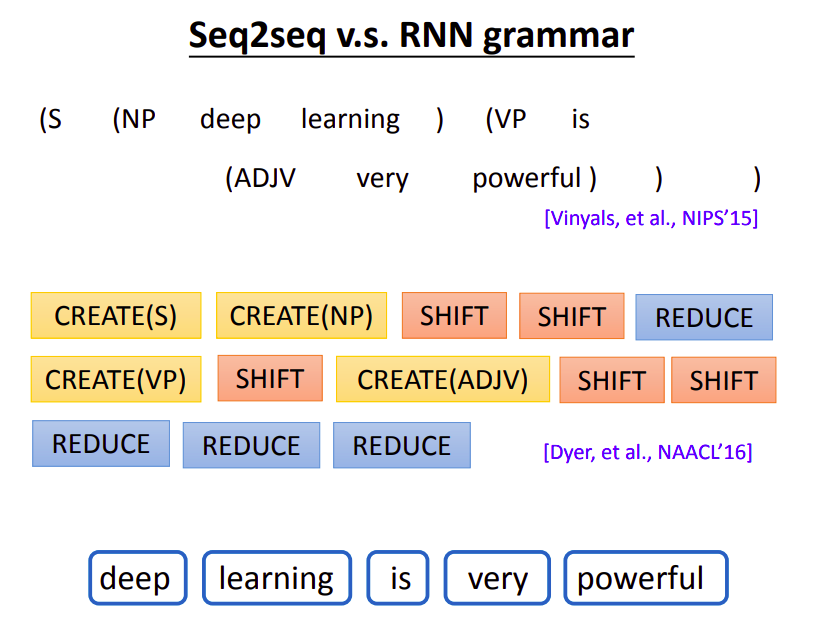 Seq2seq v.s. RNN grammar
(S (NP deep learning ) (VP is
(ADJV very powerful ) ) )
[Vinyals, et al., NIPS’15]
CREATE(S) CREATE(NP) SHIFT SHIFT REDUCE
CREATE(VP) SHIFT CREATE(ADJV) SHIFT SHIFT
REDUCE REDUCE REDUCE
[Dyer, et al., NAACL’16]
deep learning is very powerful